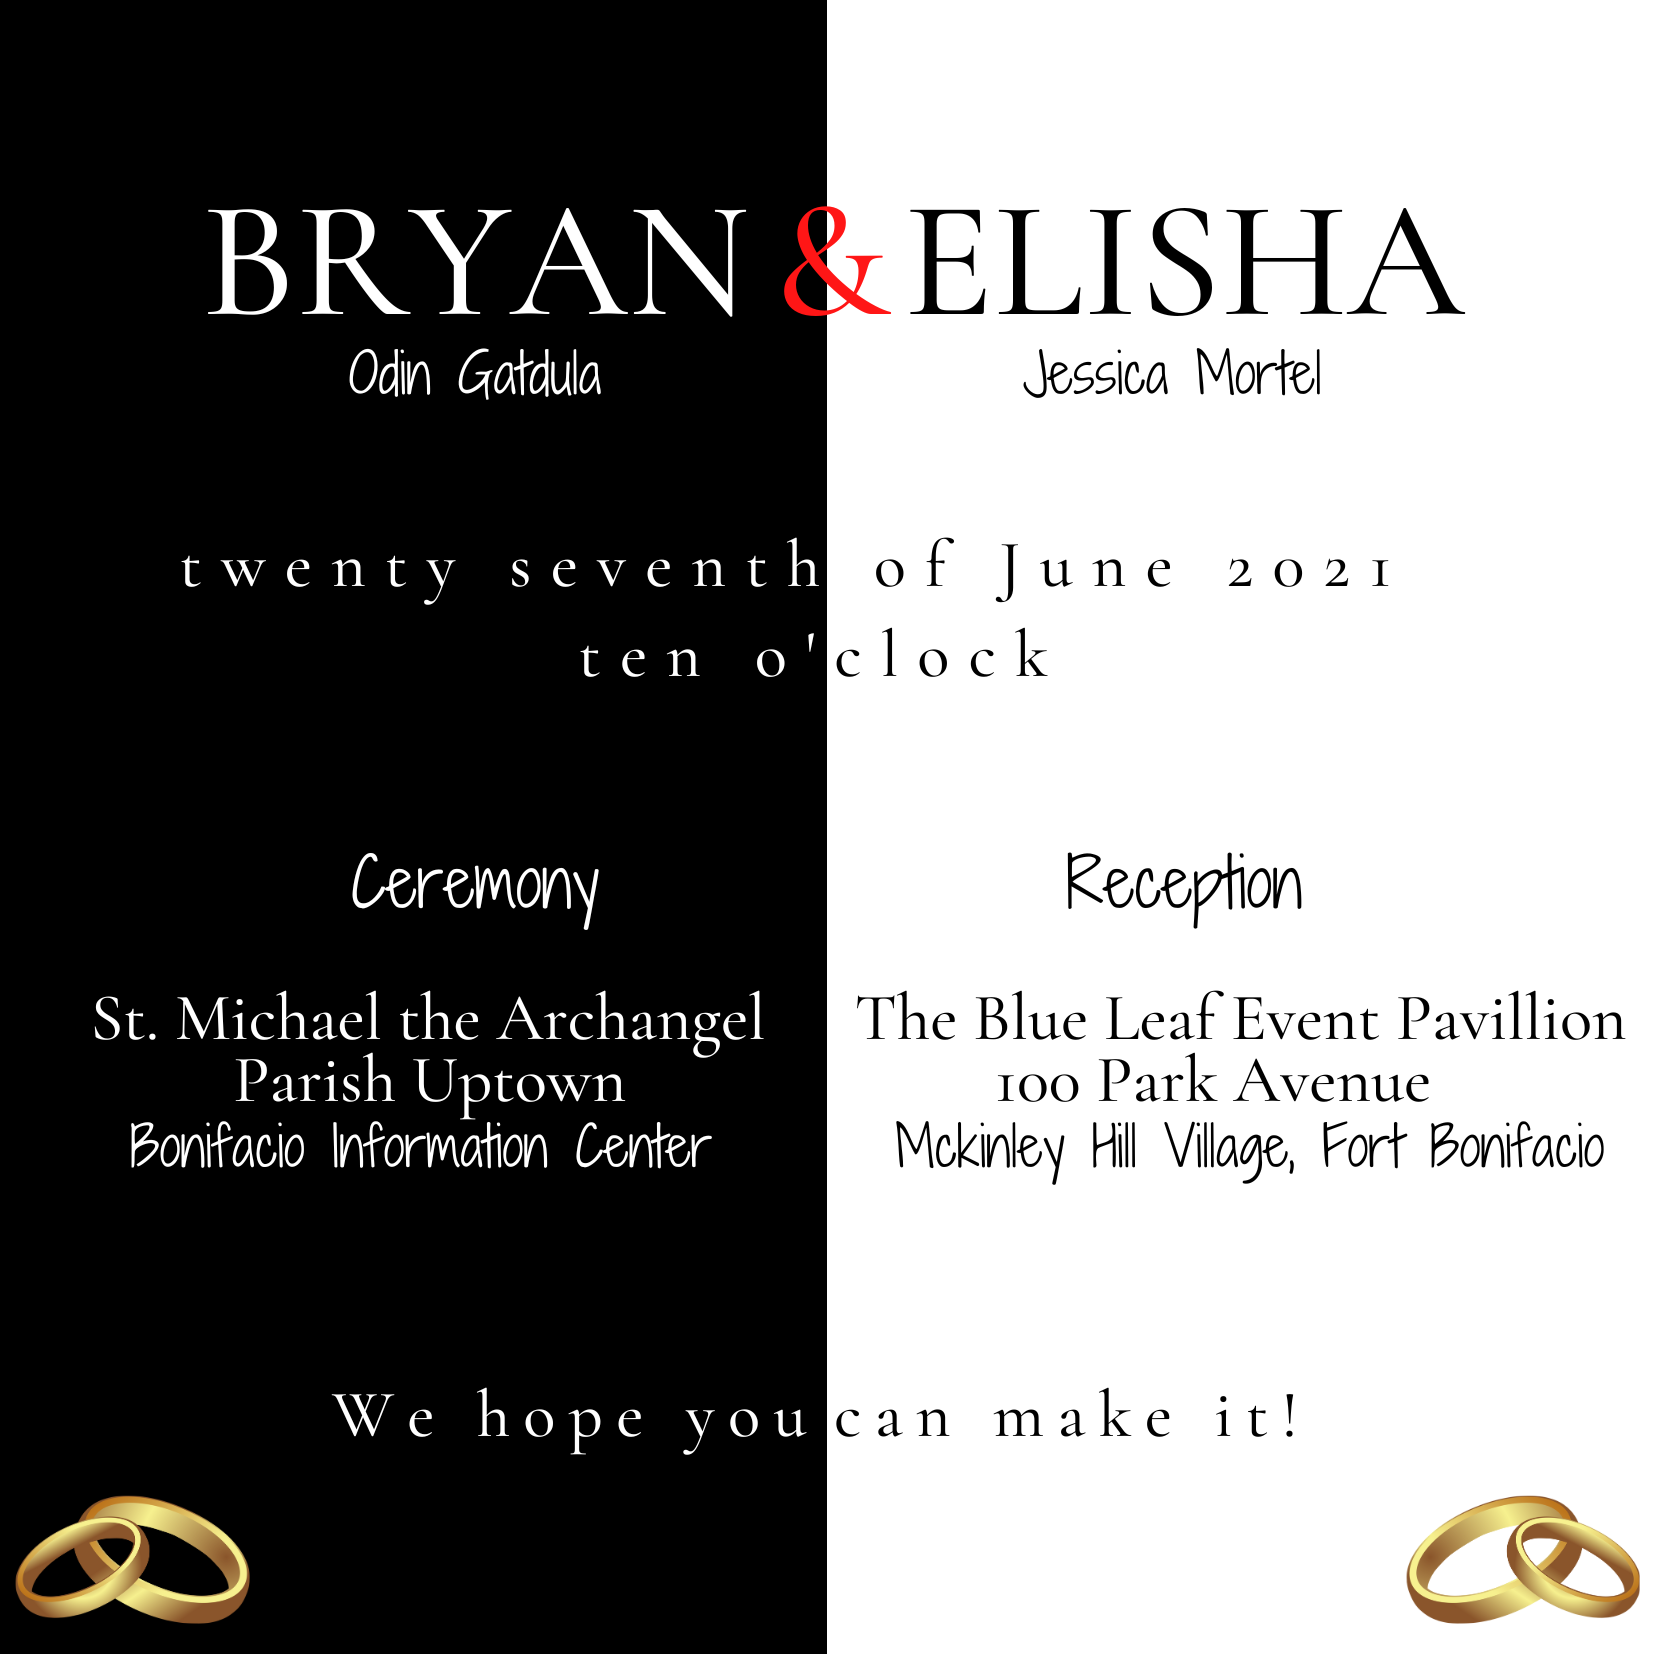 BRYAN & ELISHA
Odin Gatdula
Jessica Mortel
twenty seventh of June 2021
ten o'clock
Ceremony
St. Michael the Archangel
Parish Uptown
Bonifacio Information Center
Reception
The Blue Leaf Event Pavillion
100 Park Avenue
Mckinley Hill Village, Fort Bonifacio
We hope you can make it!